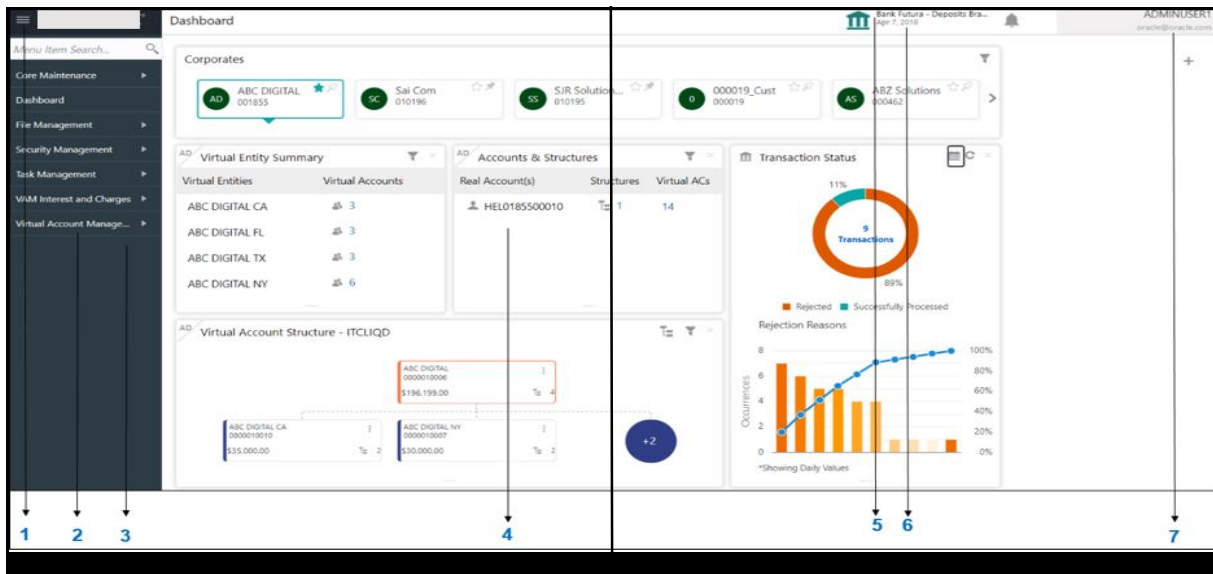 Dashboard
Bank Futura - Deposits Bra...
Apr 7, 2018
ADMINUSER1
oracle@oracle.com
Menu Item Search...
Core Maintenance
Dashboard
File Management
Security Management
Task Management
VAM Interest and Charges
Virtual Account Manage...
Corporates
AD ABC DIGITAL
001855
SC Sai Com
010196
SS SJR Solution...
010195
0 000019_Cust
000019
AS ABZ Solutions
000462
AD Virtual Entity Summary
Virtual Entities Virtual Accounts
ABC DIGITAL CA 3
ABC DIGITAL FL 3
ABC DIGITAL TX 3
ABC DIGITAL NY 6
AD Accounts & Structures
Real Account(s) Structures Virtual ACs
HEL0185500010 1 14
Transaction Status
11%
9
Transactions
89%
Rejected Successfully Processed
Rejection Reasons
8 100%
80%
6
60%
4
40%
2
20%
0 0%
Occurrences
*Showing Daily Values
AD Virtual Account Structure - ITCLIQD
ABC DIGITAL
0000010006
$196,199.00 4
ABC DIGITAL CA
0000010010
$35,000.00 2
ABC DIGITAL NY
0000010007
$30,000.00 2
+2
1 2 3 4 5 6 7